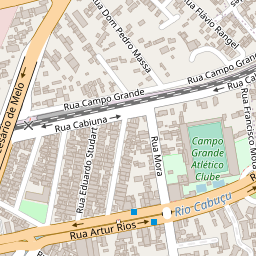 Rua Dom Pedro Massa
Rua Flávio Rangel
Rua Campo Grande
Rua Campo Grande
Rua Cabiuna
Rua Eduardo Studart
Rua Mora
Campo
Grande
Atlético
Clube
Rio Cabuçu
Rua Artur Rios